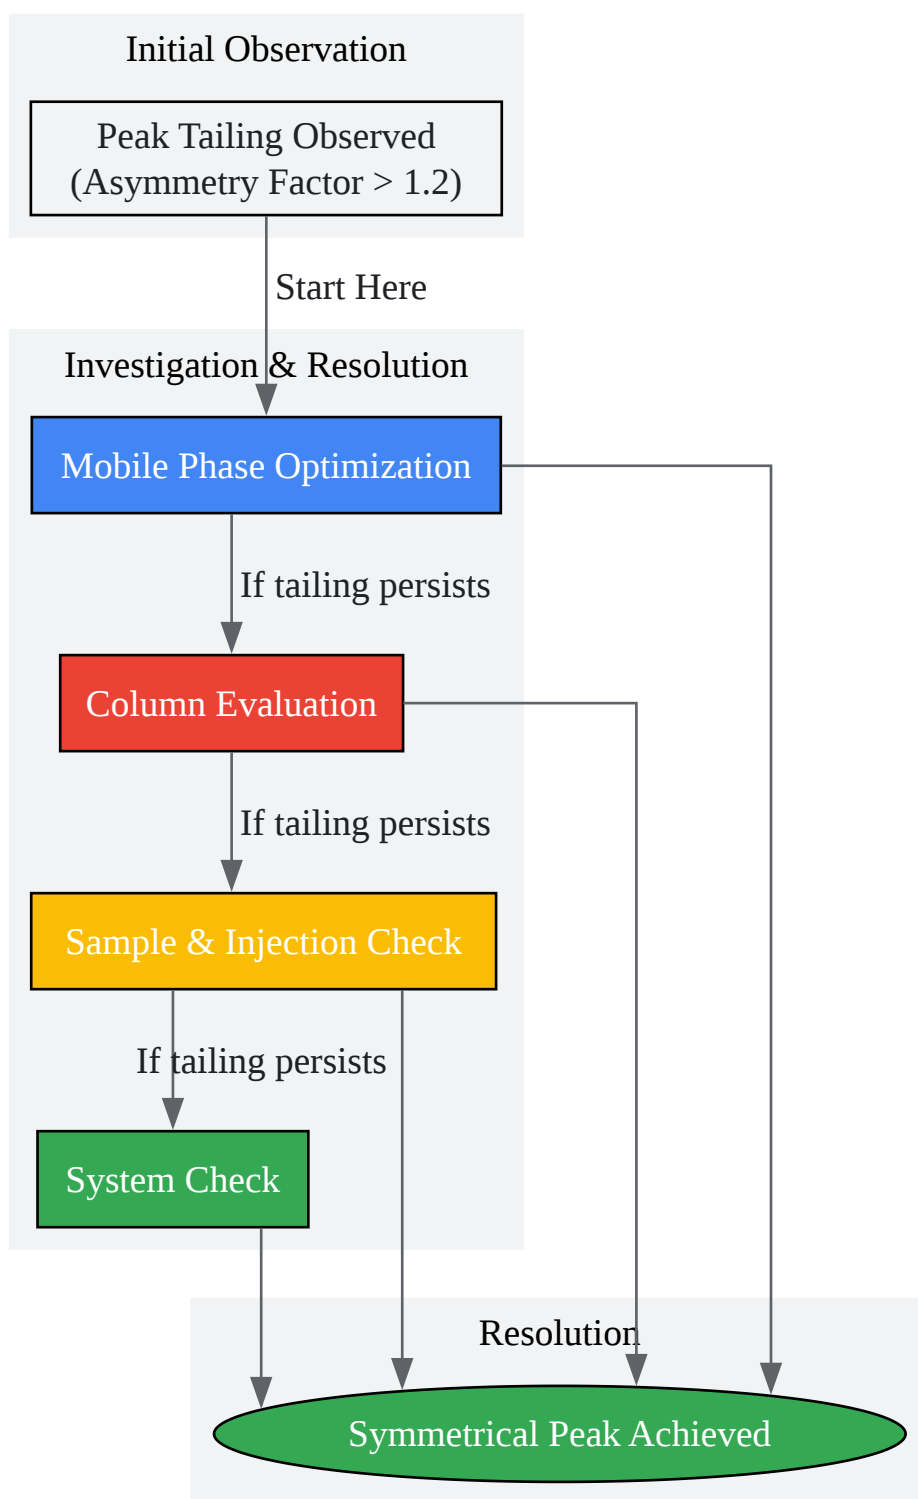 Initial Observation
Peak Tailing Observed
(Asymmetry Factor > 1.2)
Start Here
Investigation & Resolution
Mobile Phase Optimization
If tailing persists
Column Evaluation
If tailing persists
Sample & Injection Check
If tailing persists
System Check
Resolution
Symmetrical Peak Achieved